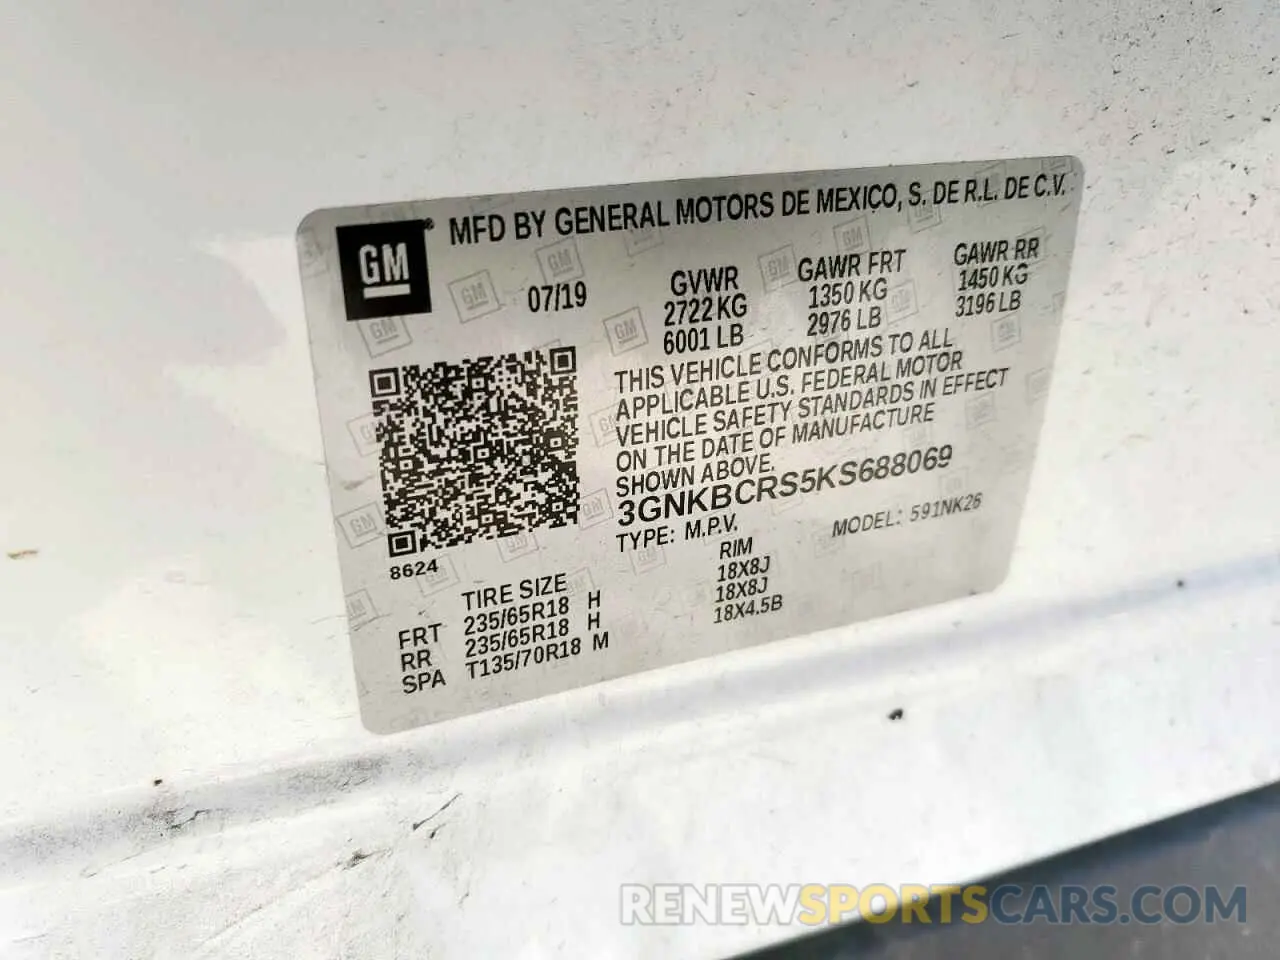 GM® MFD BY GENERAL MOTORS DE MEXICO, S. DE R.L. DE C.V.
07/19
GVWR GAWR FRT GAWR RR
2722 KG 1350 KG 1450 KG
6001 LB 2976 LB 3196 LB
THIS VEHICLE CONFORMS TO ALL
APPLICABLE U.S. FEDERAL MOTOR
VEHICLE SAFETY STANDARDS IN EFFECT
ON THE DATE OF MANUFACTURE
SHOWN ABOVE.
3GNKBCRS5KS688069
TYPE: M.P.V. MODEL: 591NK26
8624
TIRE SIZE RIM
FRT 235/65R18 H 18X8J
RR 235/65R18 H 18X8J
SPA T135/70R18 M 18X4.5B
RENEWSPORTSCARS.COM